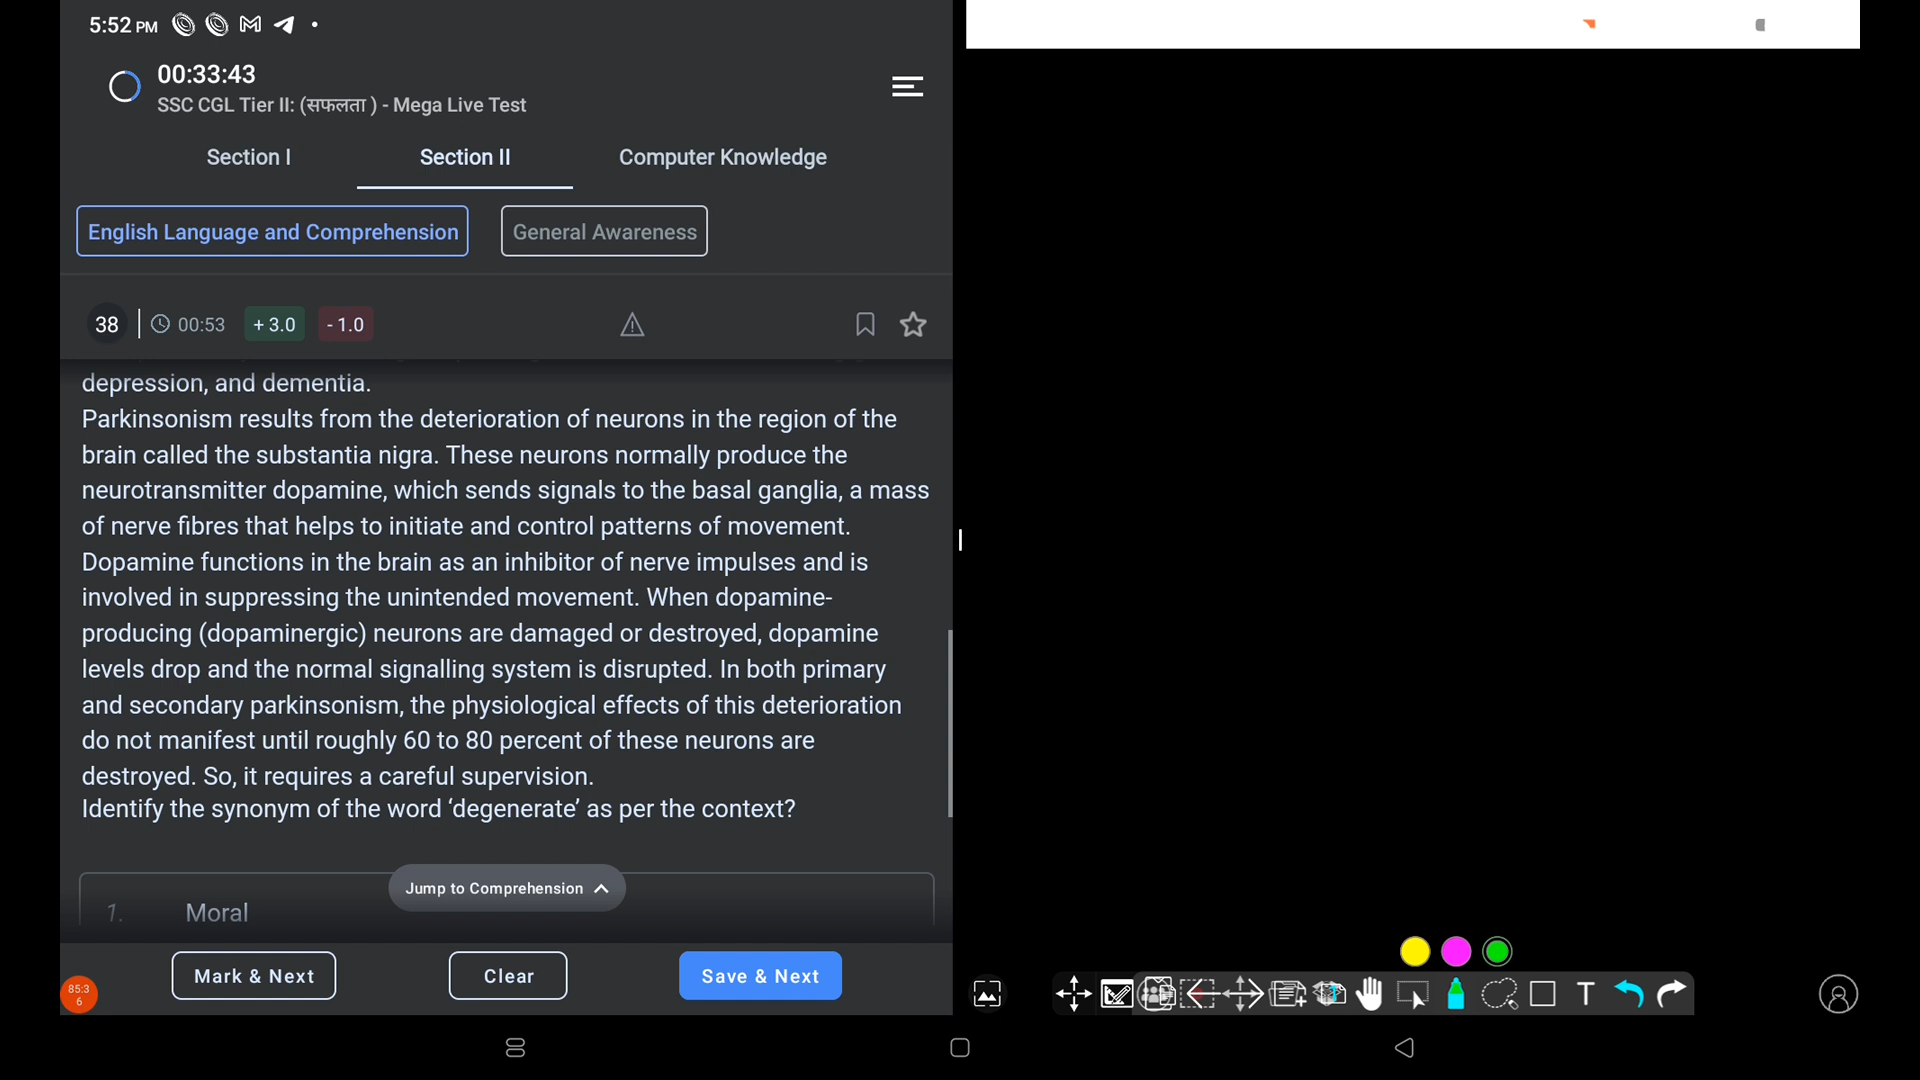 5:52 PM
00:33:43
SSC CGL Tier II: (सफलता ) - Mega Live Test
Section I
Section II
Computer Knowledge
English Language and Comprehension
General Awareness
38
00:53
+ 3.0
- 1.0
depression, and dementia.
Parkinsonism results from the deterioration of neurons in the region of the
brain called the substantia nigra. These neurons normally produce the
neurotransmitter dopamine, which sends signals to the basal ganglia, a mass
of nerve fibres that helps to initiate and control patterns of movement.
Dopamine functions in the brain as an inhibitor of nerve impulses and is
involved in suppressing the unintended movement. When dopamine-
producing (dopaminergic) neurons are damaged or destroyed, dopamine
levels drop and the normal signalling system is disrupted. In both primary
and secondary parkinsonism, the physiological effects of this deterioration
do not manifest until roughly 60 to 80 percent of these neurons are
destroyed. So, it requires a careful supervision.
Identify the synonym of the word ‘degenerate’ as per the context?
Jump to Comprehension
1. Moral
Mark & Next
Clear
Save & Next
85:3
6
T